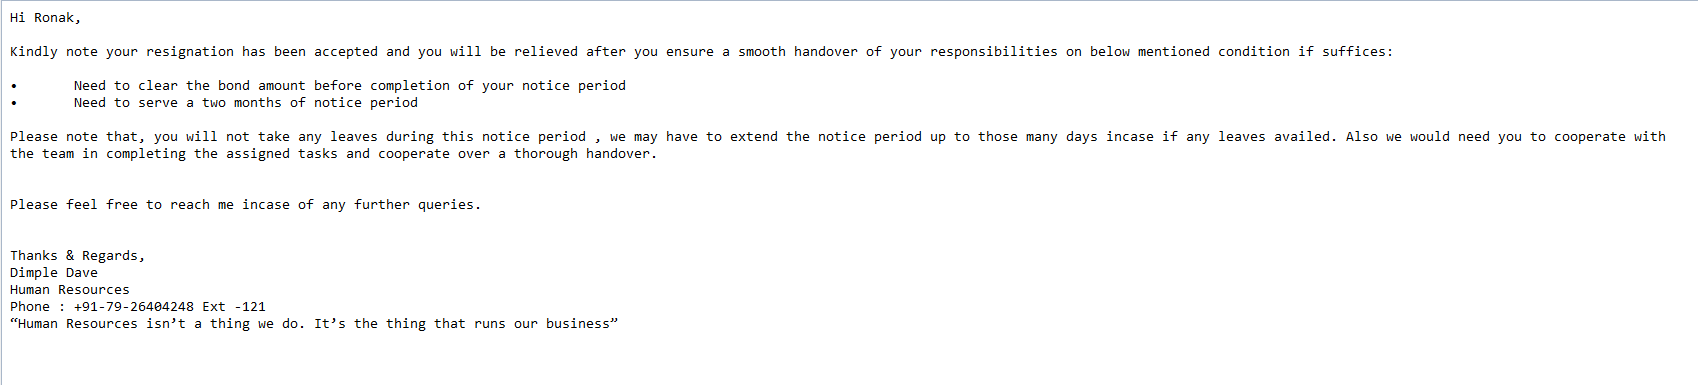 Hi Ronak,
Kindly note your resignation has been accepted and you will be relieved after you ensure a smooth handover of your responsibilities on below mentioned condition if suffices:
• Need to clear the bond amount before completion of your notice period
• Need to serve a two months of notice period
Please note that, you will not take any leaves during this notice period , we may have to extend the notice period up to those many days incase if any leaves availed. Also we would need you to cooperate with
the team in completing the assigned tasks and cooperate over a thorough handover.
Please feel free to reach me incase of any further queries.
Thanks & Regards,
Dimple Dave
Human Resources
Phone : +91-79-26404248 Ext -121
“Human Resources isn’t a thing we do. It’s the thing that runs our business”